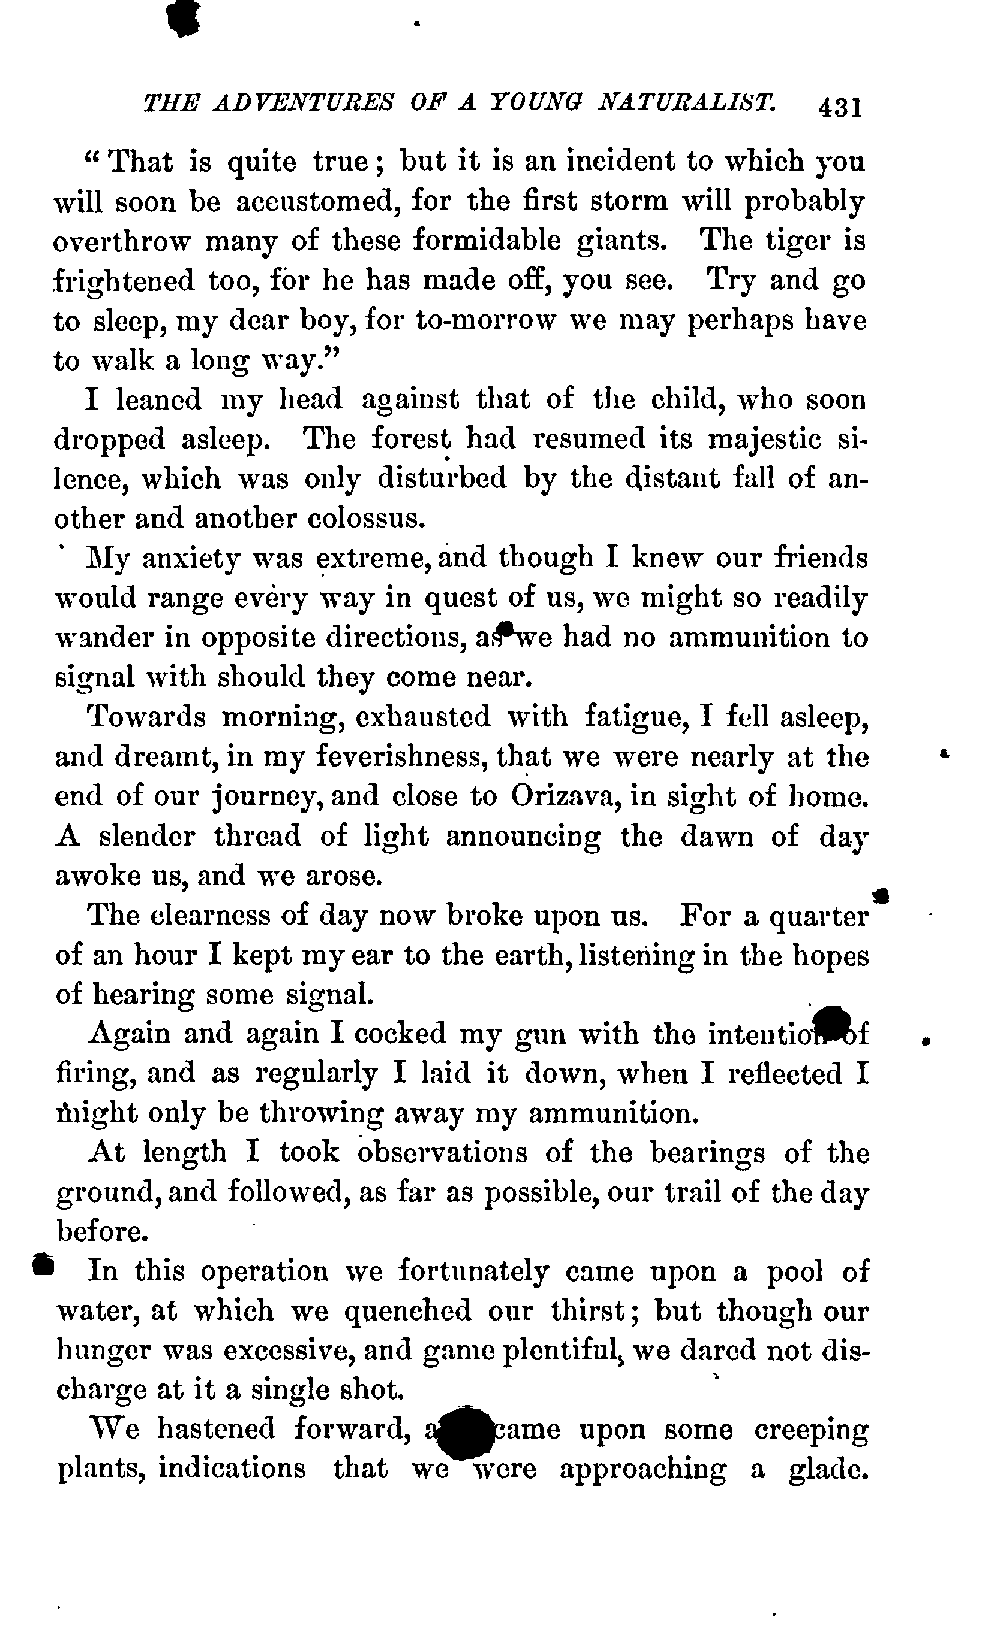 THE ADVENTURES OF A YOUNG NATURALIST. 431
“That is quite true; but it is an incident to which you
will soon be accustomed, for the first storm will probably
overthrow many of these formidable giants. The tiger is
frightened too, for he has made off, you see. Try and go
to sleep, my dear boy, for to-morrow we may perhaps have
to walk a long way.”
I leaned my head against that of the child, who soon
dropped asleep. The forest had resumed its majestic si-
lence, which was only disturbed by the distant fall of an-
other and another colossus.
My anxiety was extreme, and though I knew our friends
would range every way in quest of us, we might so readily
wander in opposite directions, as we had no ammunition to
signal with should they come near.
Towards morning, exhausted with fatigue, I fell asleep,
and dreamt, in my feverishness, that we were nearly at the
end of our journey, and close to Orizava, in sight of home.
A slender thread of light announcing the dawn of day
awoke us, and we arose.
The clearness of day now broke upon us. For a quarter
of an hour I kept my ear to the earth, listening in the hopes
of hearing some signal.
Again and again I cocked my gun with the intention of
firing, and as regularly I laid it down, when I reflected I
might only be throwing away my ammunition.
At length I took observations of the bearings of the
ground, and followed, as far as possible, our trail of the day
before.
In this operation we fortunately came upon a pool of
water, at which we quenched our thirst; but though our
hunger was excessive, and game plentiful, we dared not dis-
charge at it a single shot.
We hastened forward, came upon some creeping
plants, indications that we were approaching a glade.